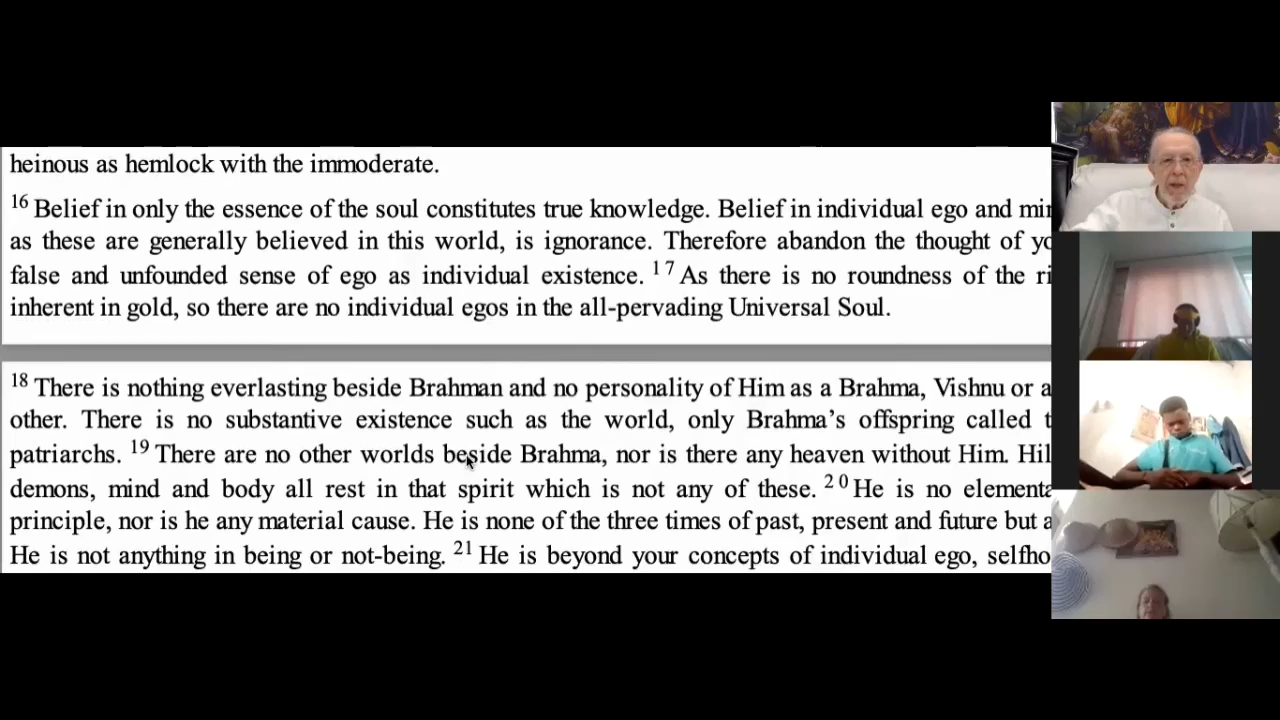 heinous as hemlock with the immoderate.
16 Belief in only the essence of the soul constitutes true knowledge. Belief in individual ego and
as these are generally believed in this world, is ignorance. Therefore abandon the thought of
false and unfounded sense of ego as individual existence. 17 As there is no roundness of the
inherent in gold, so there are no individual egos in the all-pervading Universal Soul.
18 There is nothing everlasting beside Brahman and no personality of Him as a Brahma, Vishnu or
other. There is no substantive existence such as the world, only Brahma’s offspring called
patriarchs. 19 There are no other worlds beside Brahma, nor is there any heaven without Him.
demons, mind and body all rest in that spirit which is not any of these. 20 He is no
principle, nor is he any material cause. He is none of the three times of past, present and future but
He is not anything in being or not-being. 21 He is beyond your concepts of individual ego,